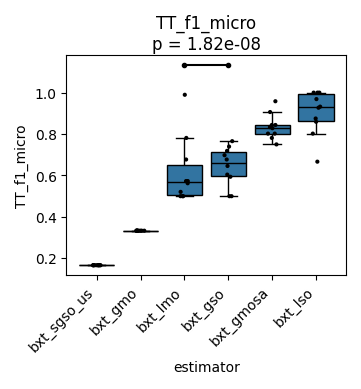 TT_f1_micro
p = 1.82e-08
TT_f1_micro
1.0
0.8
0.6
0.4
0.2
bxt_sgso_us
bxt_gmo
bxt_lmo
bxt_gso
bxt_gmosa
bxt_lso
estimator